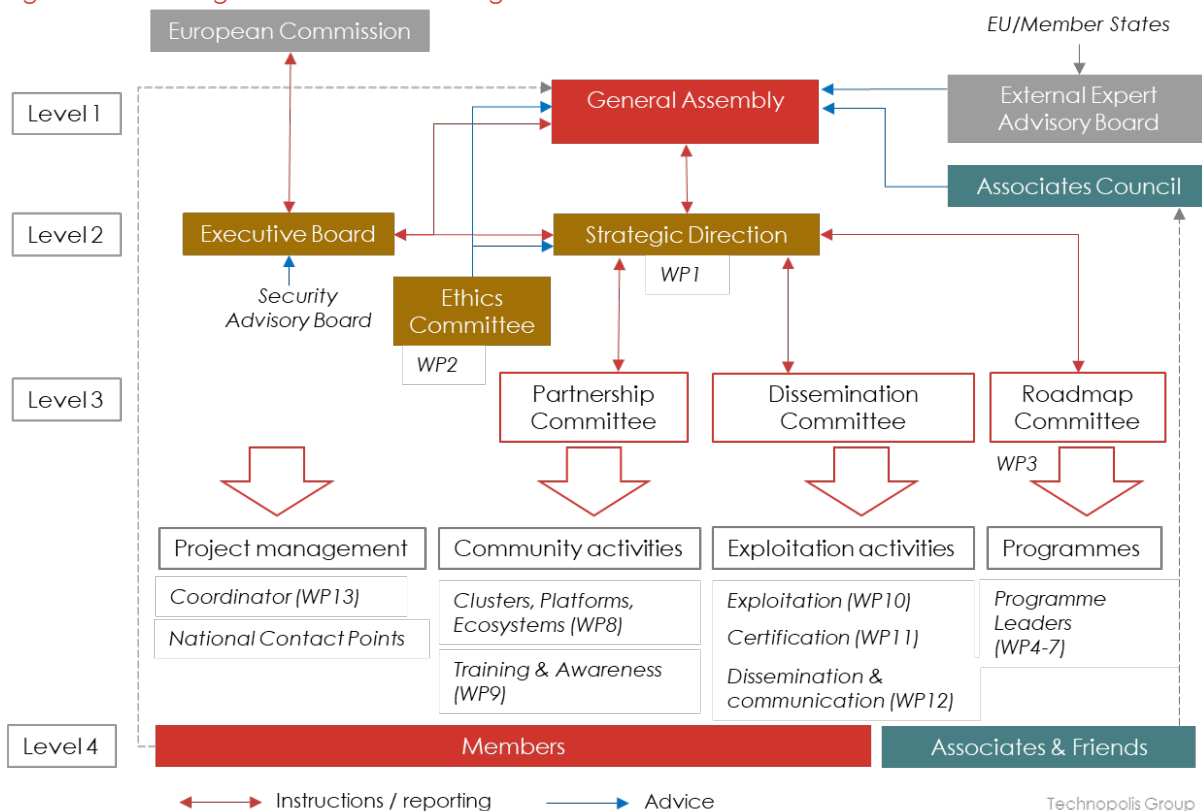 European Commission
EU/Member States
Level 1
General Assembly
External Expert
Advisory Board
Associates Council
Level 2
Executive Board
Strategic Direction
WP1
Security
Advisory Board
Ethics
Committee
WP2
Level 3
Partnership
Committee
Dissemination
Committee
Roadmap
Committee
WP3
Project management
Community activities
Exploitation activities
Programmes
Coordinator (WP13)
National Contact Points
Clusters, Platforms,
Ecosystems (WP8)
Training & Awareness
(WP9)
Exploitation (WP10)
Certification (WP11)
Dissemination &
communication (WP12)
Programme
Leaders
(WP4-7)
Level 4
Members
Associates & Friends
Instructions / reporting
Advice
Technopolis Group